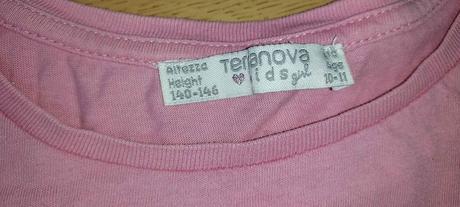 Altezza
Height
140-146
Terranova
kids girl
Age
10-11